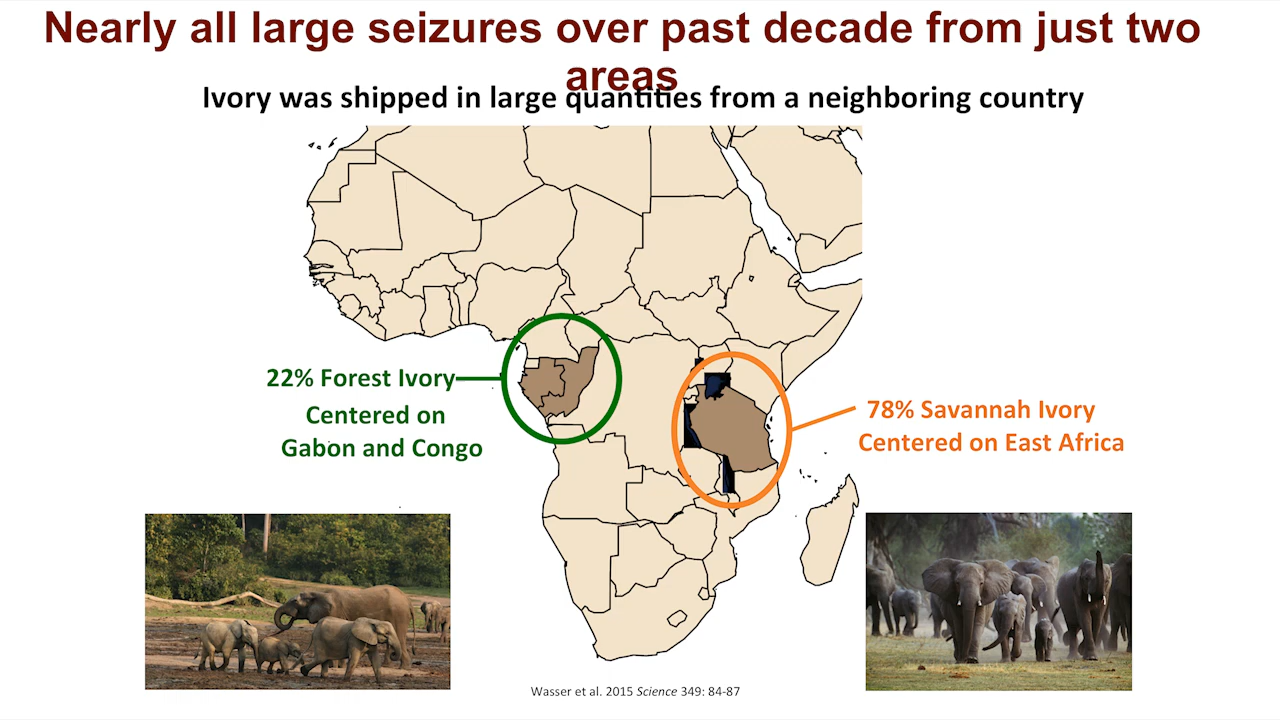 Nearly all large seizures over past decade from just two
areas
Ivory was shipped in large quantities from a neighboring country
22% Forest Ivory
Centered on
Gabon and Congo
78% Savannah Ivory
Centered on East Africa
Wasser et al. 2015 Science 349: 84-87